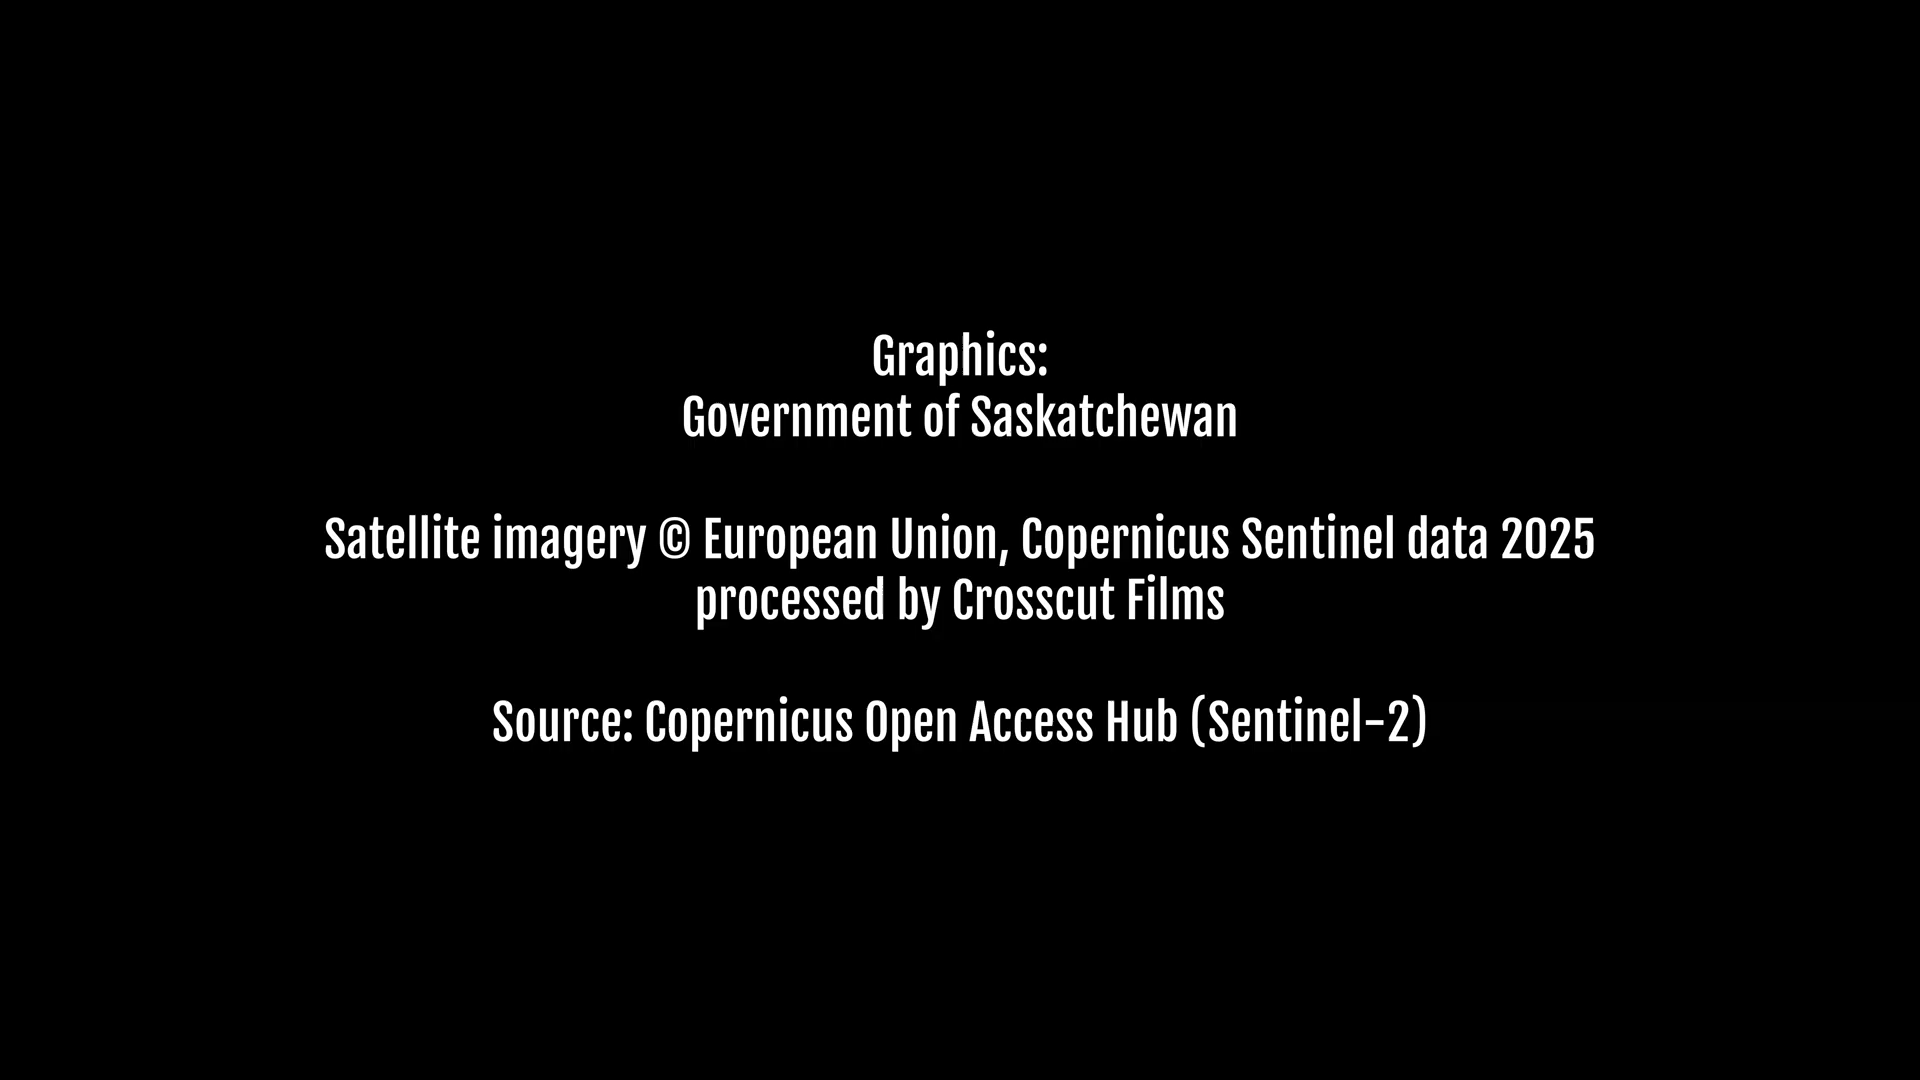 Graphics:
Government of Saskatchewan
Satellite imagery © European Union, Copernicus Sentinel data 2025
processed by Crosscut Films
Source: Copernicus Open Access Hub (Sentinel-2)